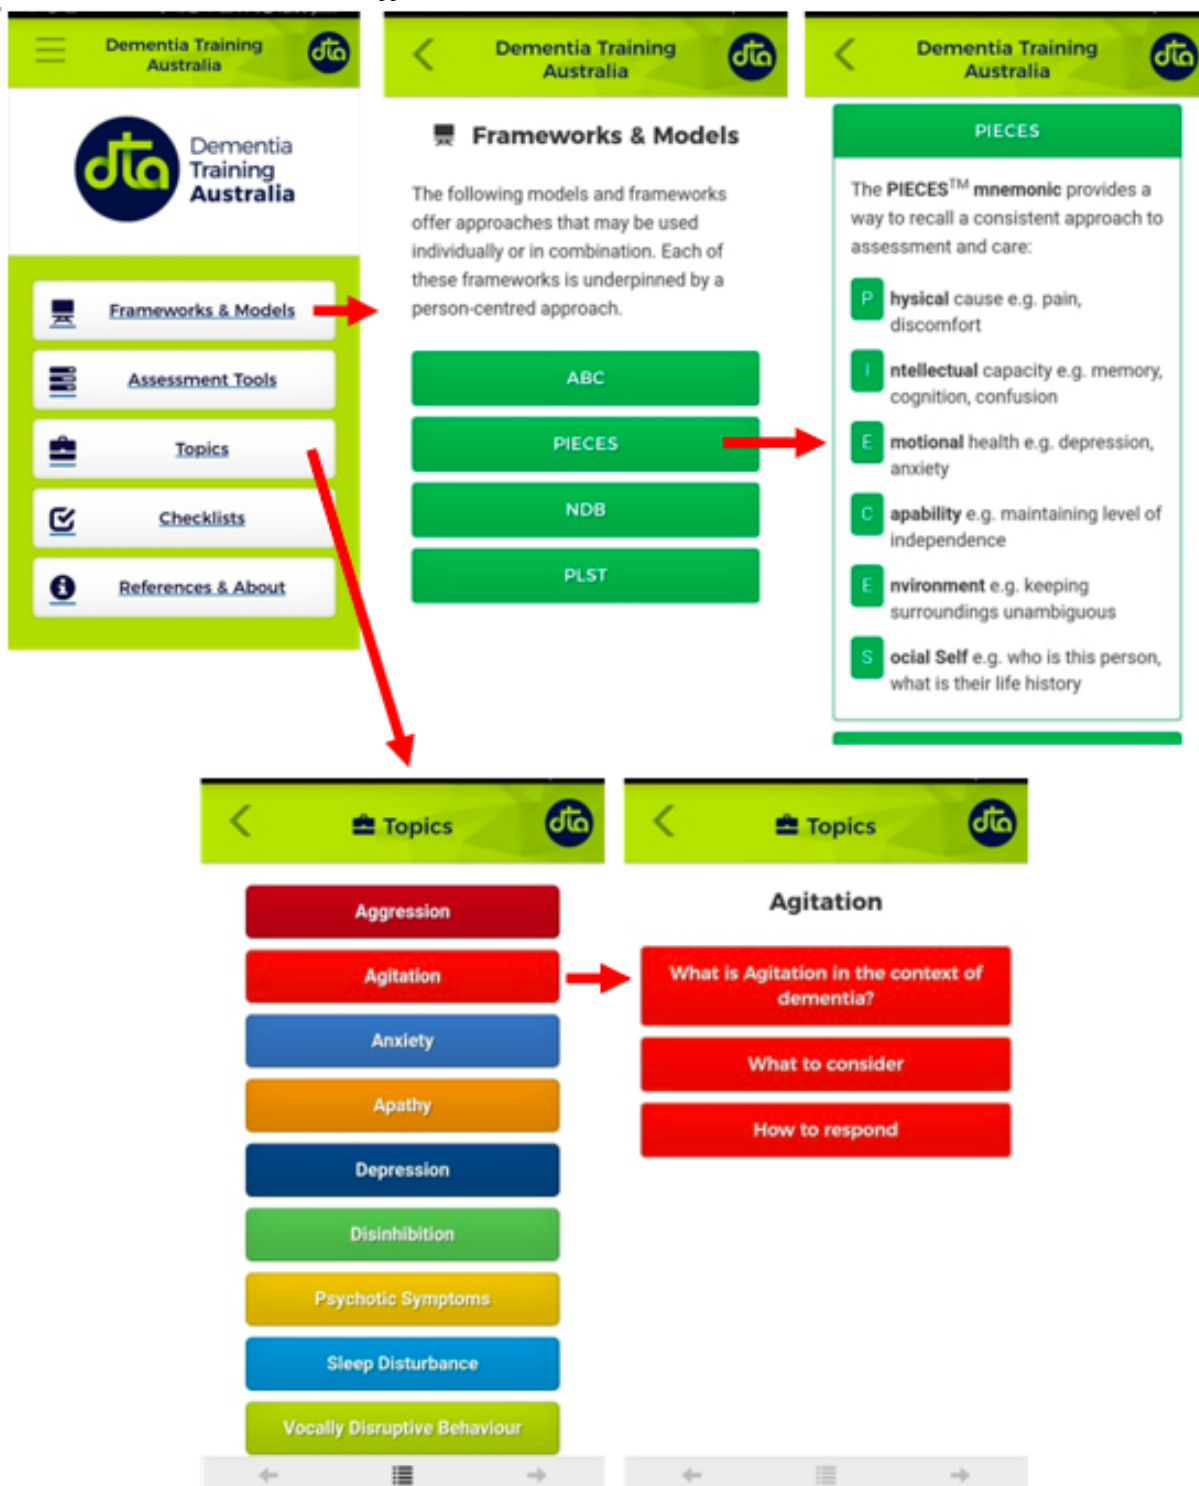 Dementia Training
Australia
dta
dta
Dementia
Training
Australia
Frameworks & Models
Assessment Tools
Topics
Checklists
References & About
Dementia Training
Australia
dta
Frameworks & Models
The following models and frameworks
offer approaches that may be used
individually or in combination. Each of
these frameworks is underpinned by a
person-centred approach.
ABC
PIECES
NDB
PLST
Dementia Training
Australia
dta
PIECES
The PIECES™ mnemonic provides a
way to recall a consistent approach to
assessment and care:
P hysical cause e.g. pain,
discomfort
I ntellectual capacity e.g. memory,
cognition, confusion
E motional health e.g. depression,
anxiety
C apability e.g. maintaining level of
independence
E nvironment e.g. keeping
surroundings unambiguous
S ocial Self e.g. who is this person,
what is their life history
Topics
dta
Aggression
Agitation
Anxiety
Apathy
Depression
Disinhibition
Psychotic Symptoms
Sleep Disturbance
Vocally Disruptive Behaviour
Topics
dta
Agitation
What is Agitation in the context of
dementia?
What to consider
How to respond